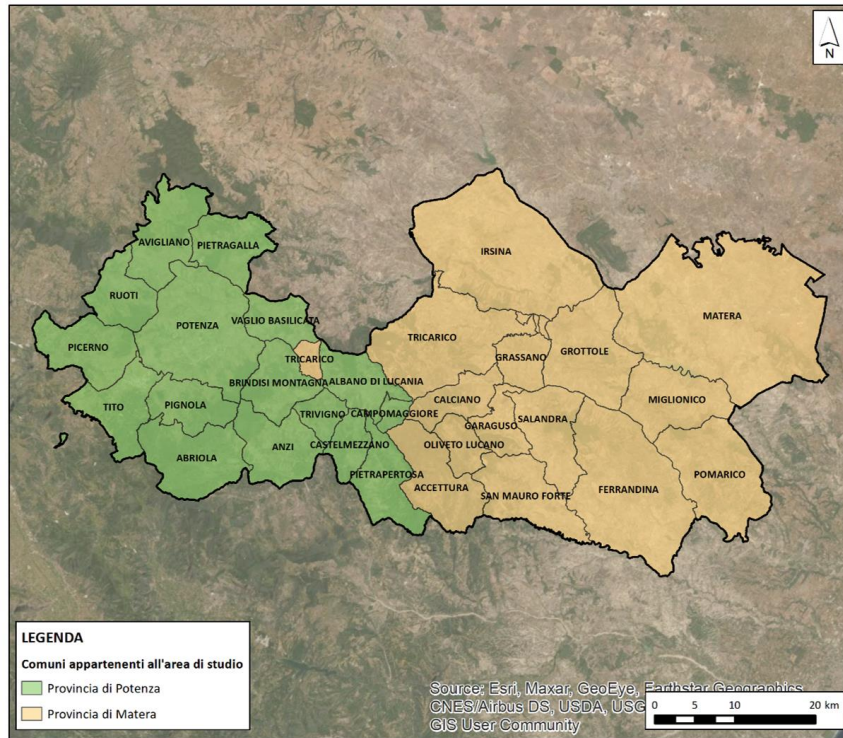 N
IRSINA
AVIGLIANO
PIETRAGALLA
RUOTI
MATERA
POTENZA
VAGLIO BASILICATA
TRICARICO
PICERNO
GRASSANO
GROTTOLE
TRICARICO
BRINDISI MONTAGNA
ALBANO DI LUCANIA
CALCIANO
MIGLIONICO
TITO
PIGNOLA
TRIVIGNO
CAMPOMAGGIORE
GARAGUSO
SALANDRA
ANZI
CASTELMEZZANO
OLIVETO LUCANO
ABRIOLA
PIETRAPERTOSA
POMARICO
ACCETTURA
SAN MAURO FORTE
FERRANDINA
LEGENDA
Comuni appartenenti all'area di studio
Provincia di Potenza
Provincia di Matera
Source: Esri, Maxar, GeoEye, Earthstar Geographics,
CNES/Airbus DS, USDA, USG
GIS User Community
0 5 10 20 km